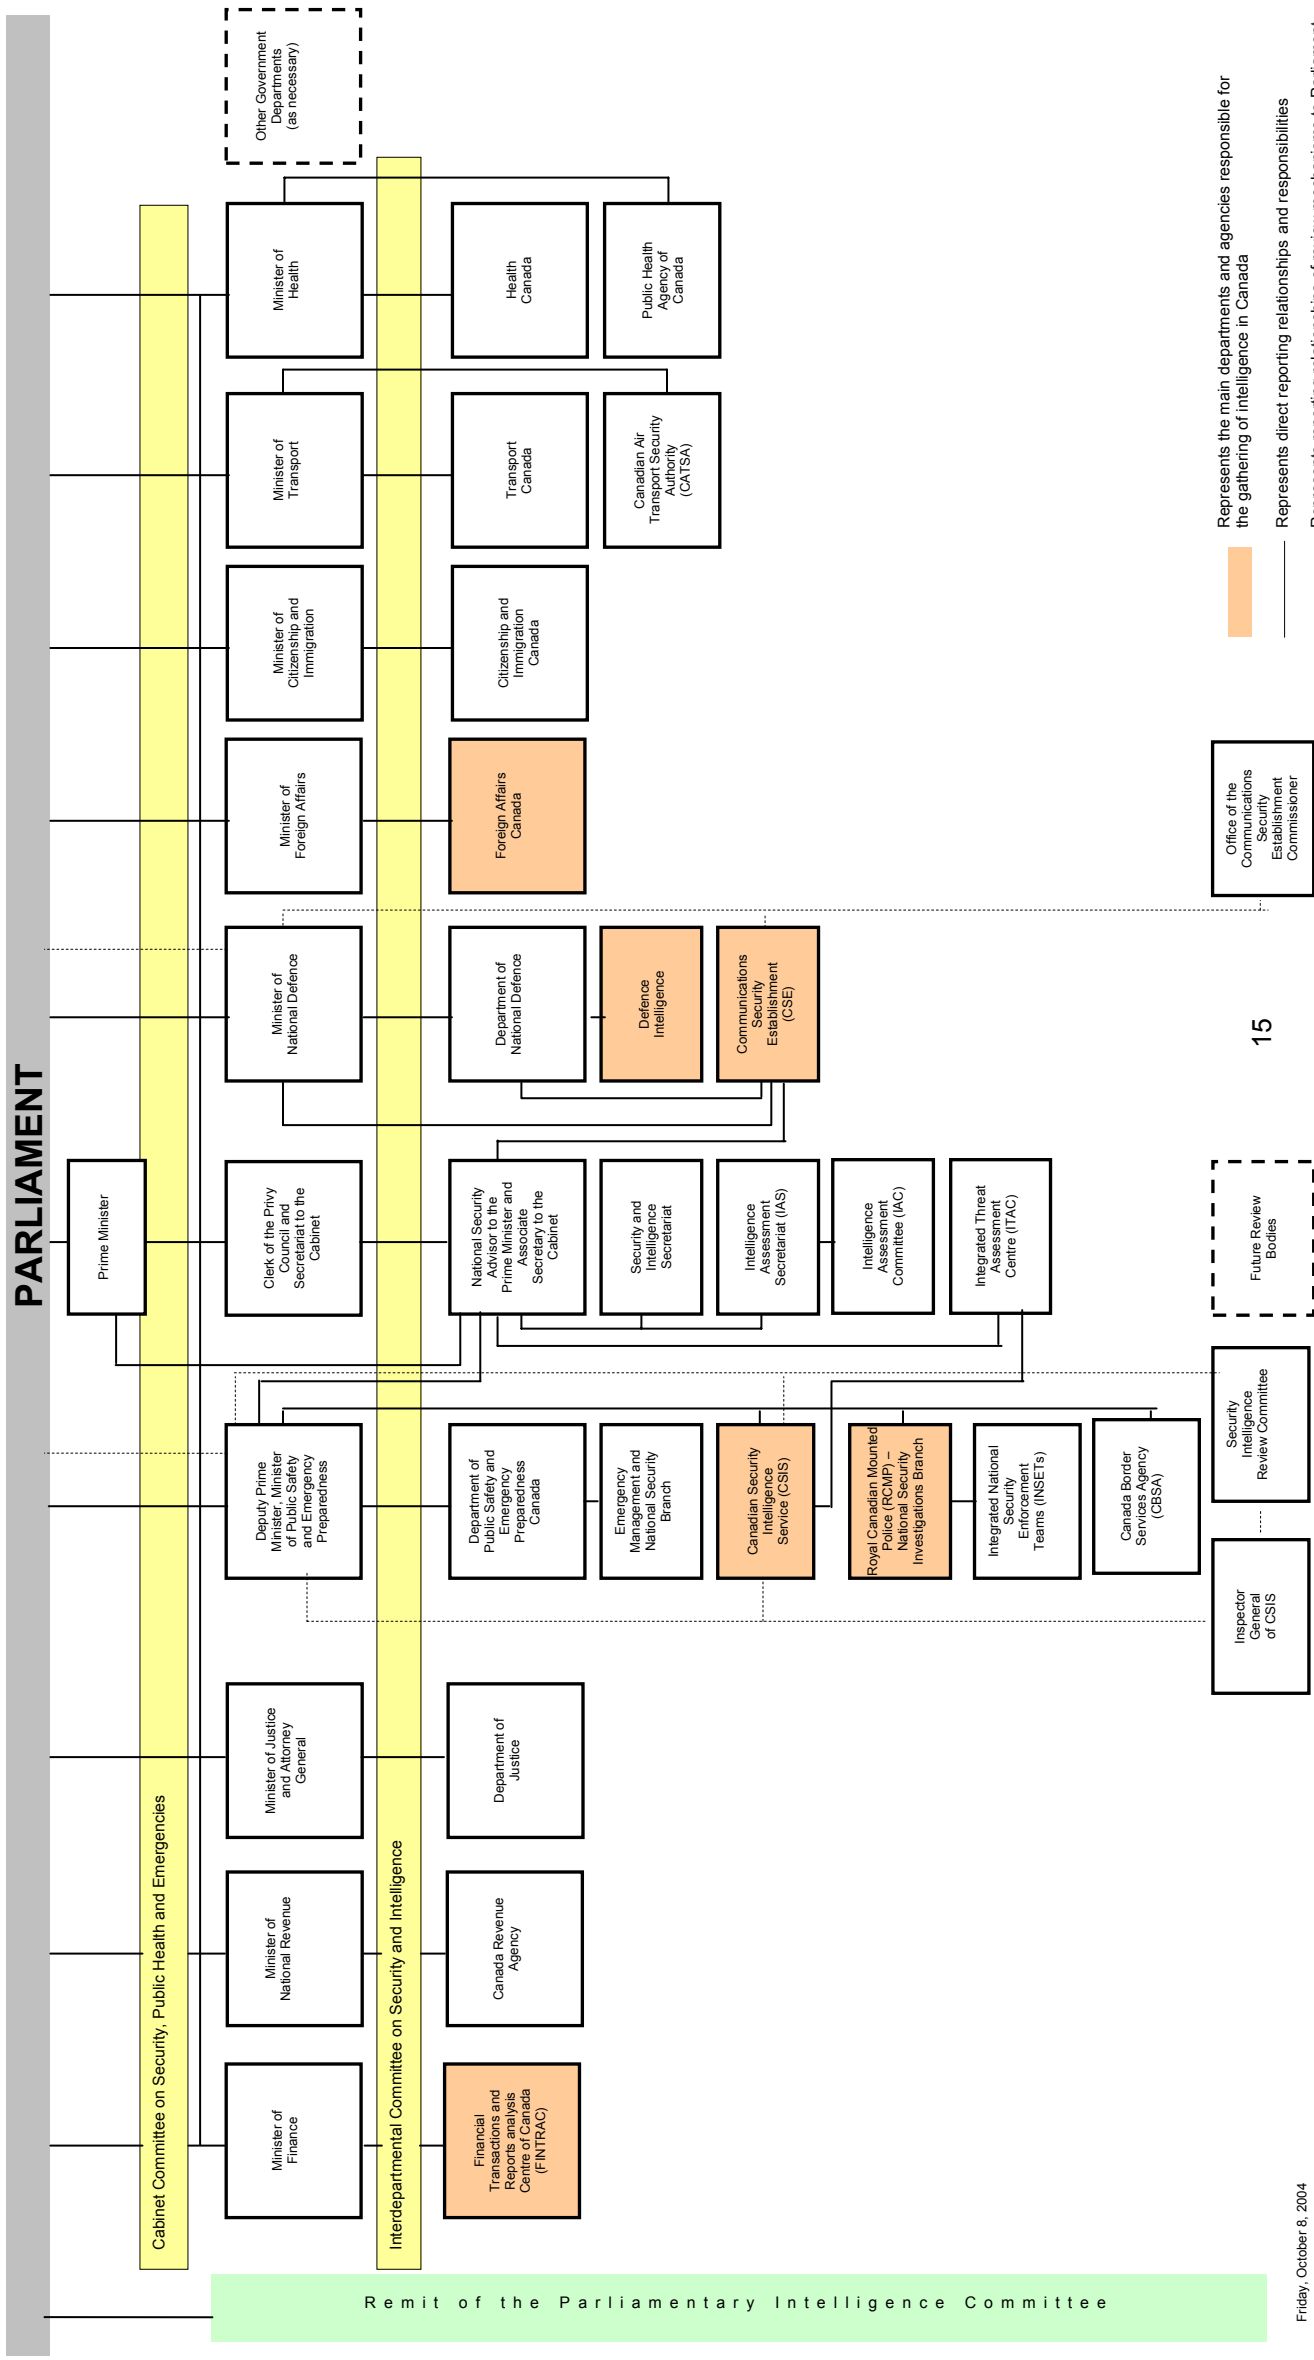 PARLIAMENT
Cabinet Committee on Security, Public Health and Emergencies
Interdepartmental Committee on Security and Intelligence
Remit of the Parliamentary Intelligence Committee
Prime Minister
Minister of
Finance
Minister of
National Revenue
Minister of Justice
and Attorney
General
Deputy Prime
Minister, Minister
of Public Safety
and Emergency
Preparedness
Clerk of the Privy
Council and
Secretariat to the
Cabinet
Minister of
National Defence
Minister of
Foreign Affairs
Minister of
Citizenship and
Immigration
Minister of
Transport
Minister of
Health
Other Government
Departments
(as necessary)
Financial
Transactions and
Reports analysis
Centre of Canada
(FINTRAC)
Canada Revenue
Agency
Department of
Justice
Department of
Public Safety and
Emergency
Preparedness
Canada
National Security
Advisor to the
Prime Minister and
Associate
Secretary to the
Cabinet
Department of
National Defence
Foreign Affairs
Canada
Citizenship and
Immigration
Canada
Transport
Canada
Health
Canada
Emergency
Management and
National Security
Branch
Security and
Intelligence
Secretariat
Defence
Intelligence
Canadian Air
Transport Security
Authority
(CATSA)
Public Health
Agency of
Canada
Canadian Security
Intelligence
Service (CSIS)
Intelligence
Assessment
Secretariat (IAS)
Communications
Security
Establishment
(CSE)
Royal Canadian Mounted
Police (RCMP) –
National Security
Investigations Branch
Intelligence
Assessment
Committee (IAC)
Integrated National
Security
Enforcement
Teams (INSETs)
Integrated Threat
Assessment
Centre (ITAC)
Canada Border
Services Agency
(CBSA)
Inspector
General
of CSIS
Security
Intelligence
Review Committee
Future Review
Bodies
Office of the
Communications
Security
Establishment
Commissioner
Represents the main departments and agencies responsible for
the gathering of intelligence in Canada
Represents direct reporting relationships and responsibilities
15
Friday, October 8, 2004